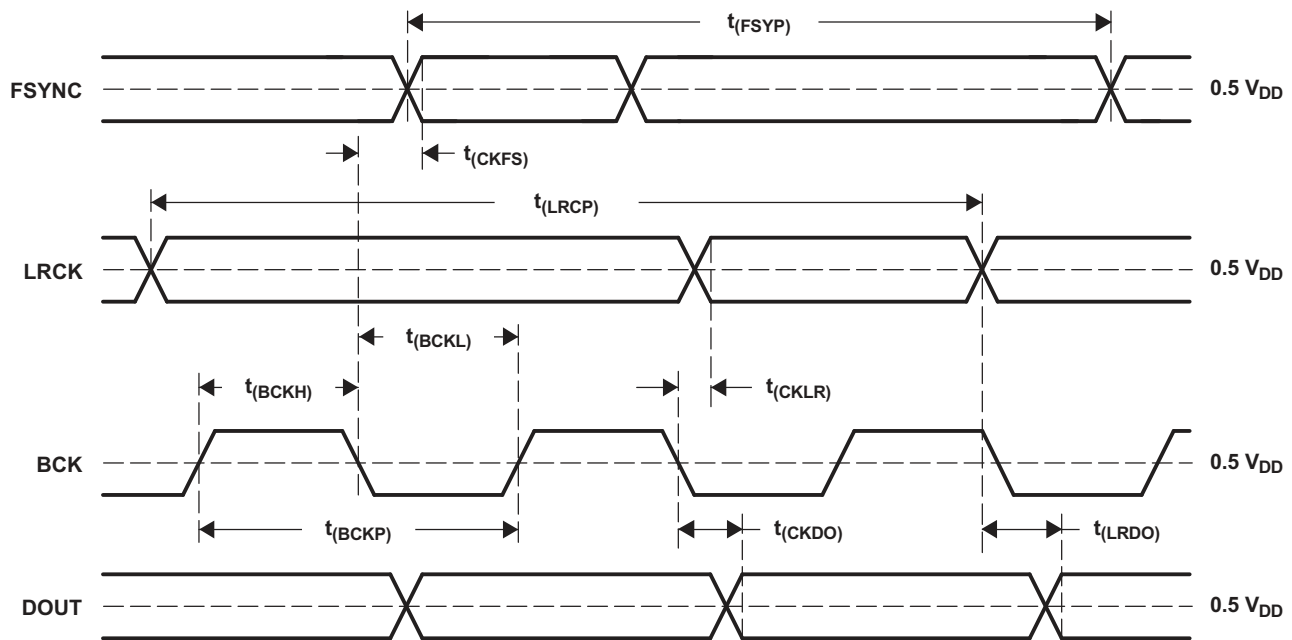 t(FSYP)
FSYNC
0.5 VDD
t(CKFS)
t(LRCP)
LRCK
0.5 VDD
t(BCKL)
t(BCKH)
t(CKLR)
BCK
0.5 VDD
t(BCKP)
t(CKDO)
t(LRDO)
DOUT
0.5 VDD